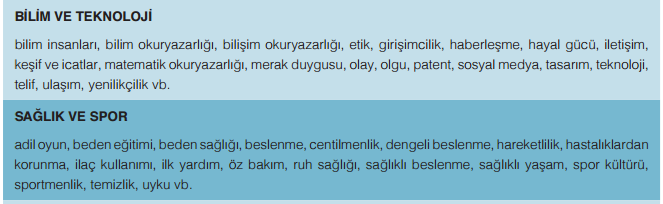 BİLİM VE TEKNOLOJİ
bilim insanları, bilim okuryazarlığı, bilişim okuryazarlığı, etik, girişimcilik, haberleşme, hayal gücü, iletişim,
keşif ve icatlar, matematik okuryazarlığı, merak duygusu, olay, olgu, patent, sosyal medya, tasarım, teknoloji,
telif, ulaşım, yenilikçilik vb.
SAĞLIK VE SPOR
adil oyun, beden eğitimi, beden sağlığı, beslenme, centilmenlik, dengeli beslenme, hareketlilik, hastalıklardan
korunma, ilaç kullanımı, ilk yardım, öz bakım, ruh sağlığı, sağlıklı beslenme, sağlıklı yaşam, spor kültürü,
sportmenlik, temizlik, uyku vb.